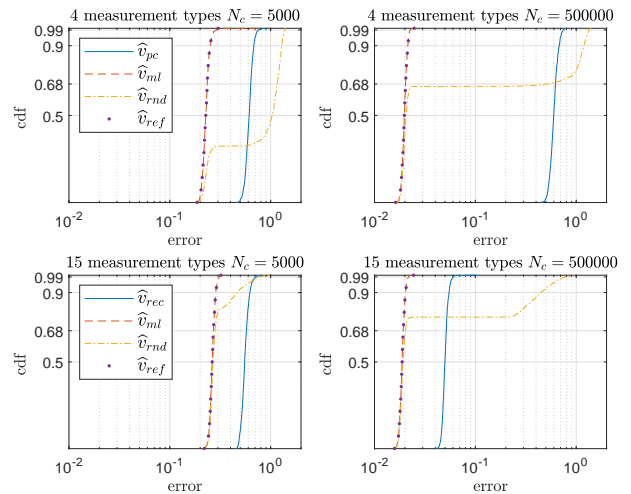 4 measurement types N_c = 5000
4 measurement types N_c = 500000
0.99
0.9
0.68
0.5
cdf
v̂_pc
v̂_ml
v̂_rnd
v̂_ref
10^-2
10^-1
10^0
error
0.99
0.9
0.68
0.5
cdf
10^-2
10^-1
10^0
error
15 measurement types N_c = 5000
15 measurement types N_c = 500000
0.99
0.68
0.5
cdf
v̂_rec
v̂_ml
v̂_rnd
v̂_ref
10^-2
10^-1
10^0
error
0.99
0.68
0.5
cdf
10^-2
10^-1
10^0
error